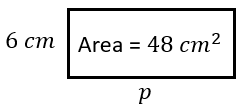 6 cm
Area = 48 cm²
p